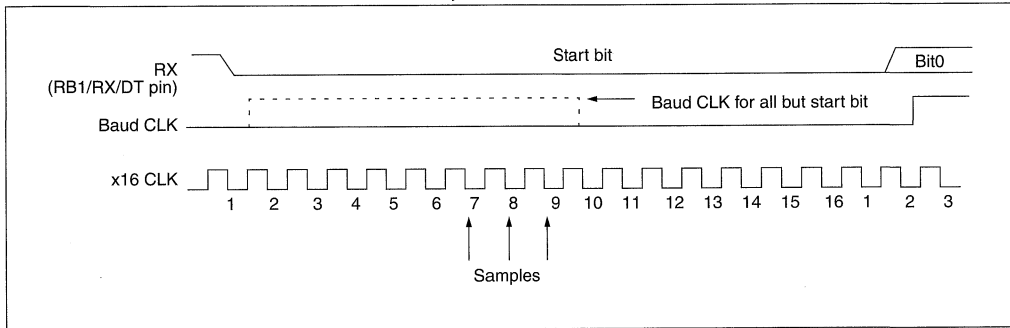 RX
(RB1/RX/DT pin)
Start bit
Bit0
Baud CLK for all but start bit
Baud CLK
x16 CLK
1 2 3 4 5 6 7 8 9 10 11 12 13 14 15 16 1 2 3
Samples